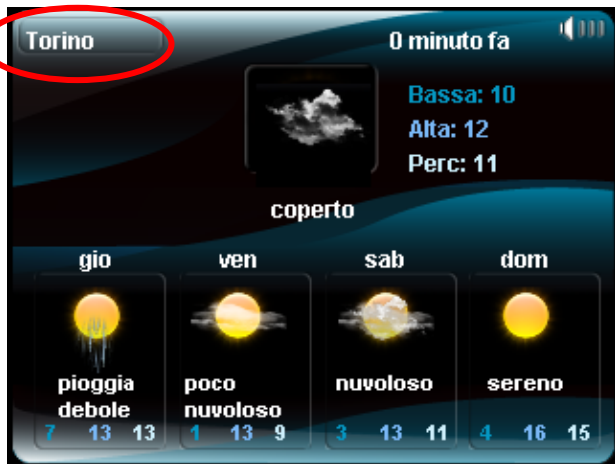 Torino
0 minuto fa
Bassa: 10
Alta: 12
Perc: 11
coperto
gio ven sab dom
pioggia debole
poco nuvoloso
nuvoloso
sereno
7 13 13
1 13 9
3 13 11
4 16 15